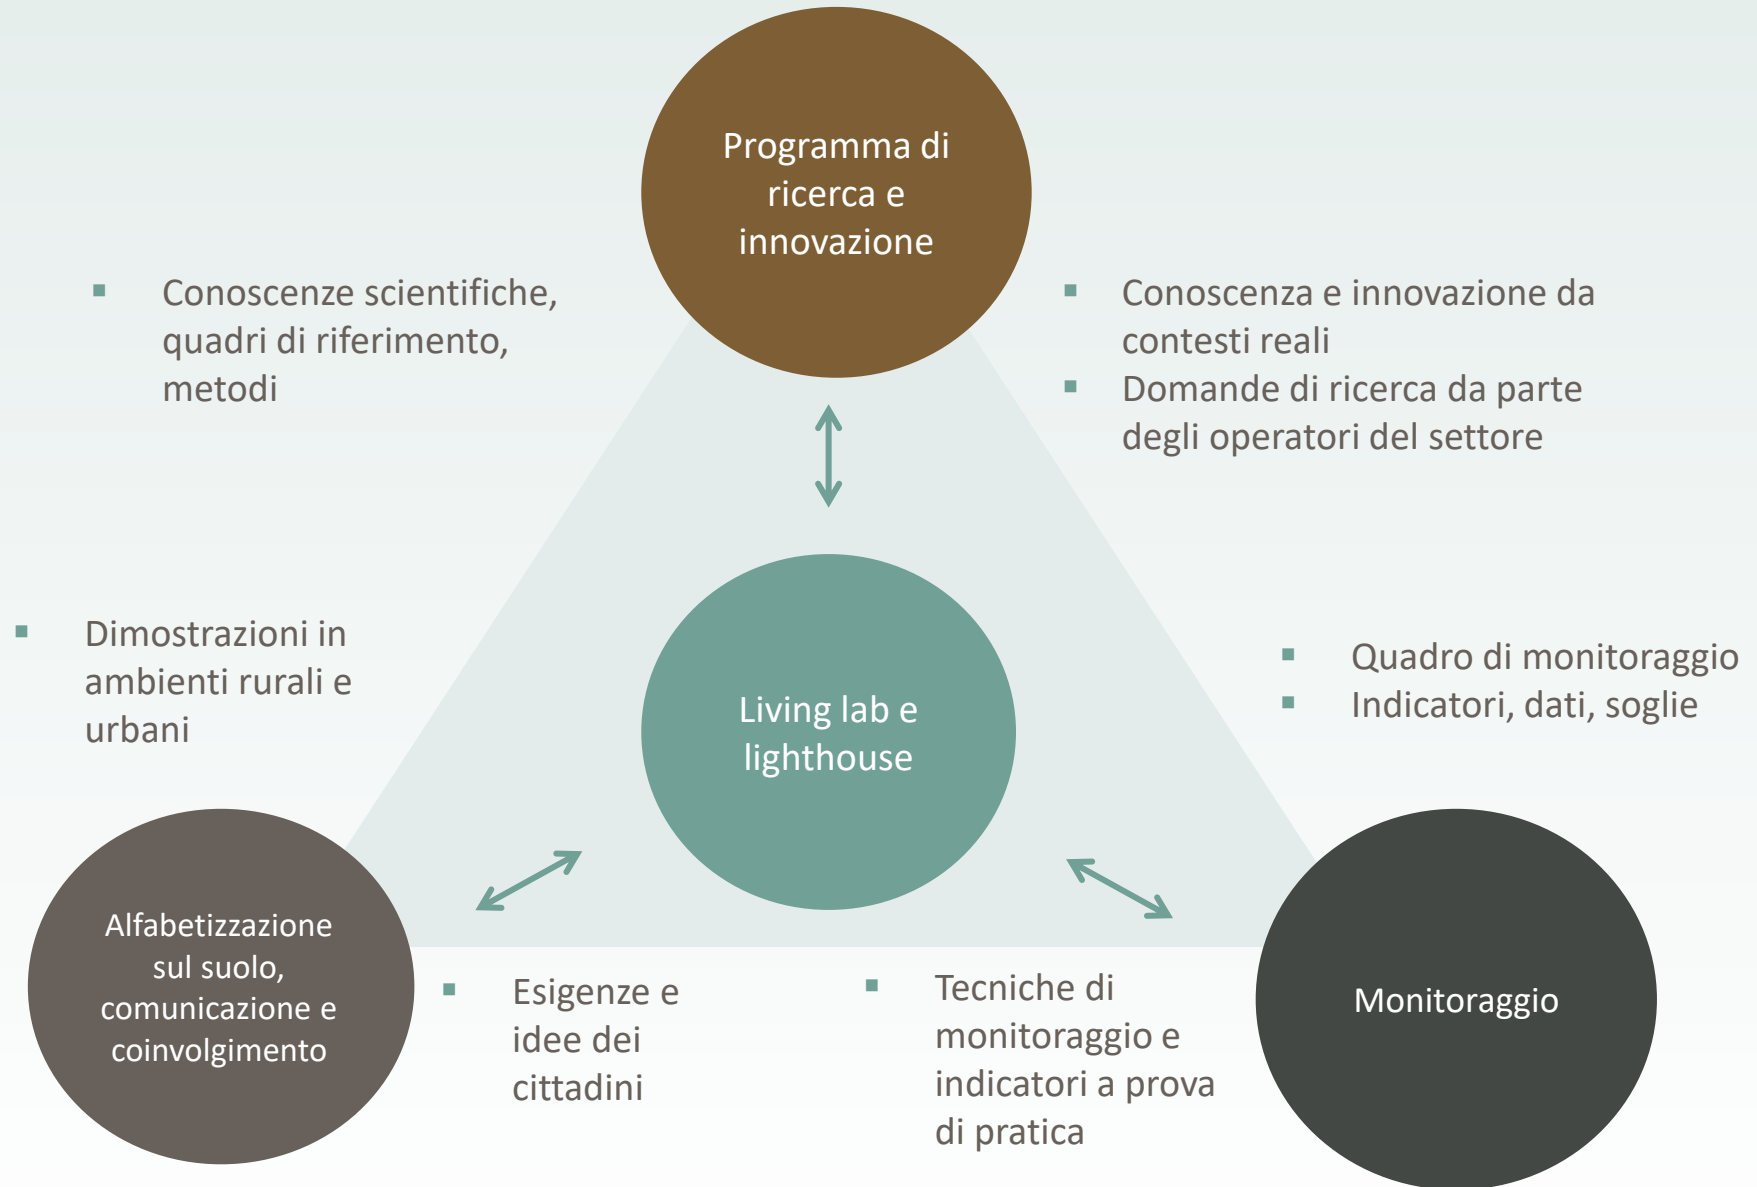 Programma di
ricerca e
innovazione
▪ Conoscenze scientifiche,
quadri di riferimento,
metodi
▪ Conoscenza e innovazione da
contesti reali
▪ Domande di ricerca da parte
degli operatori del settore
▪ Dimostrazioni in
ambienti rurali e
urbani
Living lab e
lighthouse
▪ Quadro di monitoraggio
▪ Indicatori, dati, soglie
Alfabetizzazione
sul suolo,
comunicazione e
coinvolgimento
▪ Esigenze e
idee dei
cittadini
▪ Tecniche di
monitoraggio e
indicatori a prova
di pratica
Monitoraggio